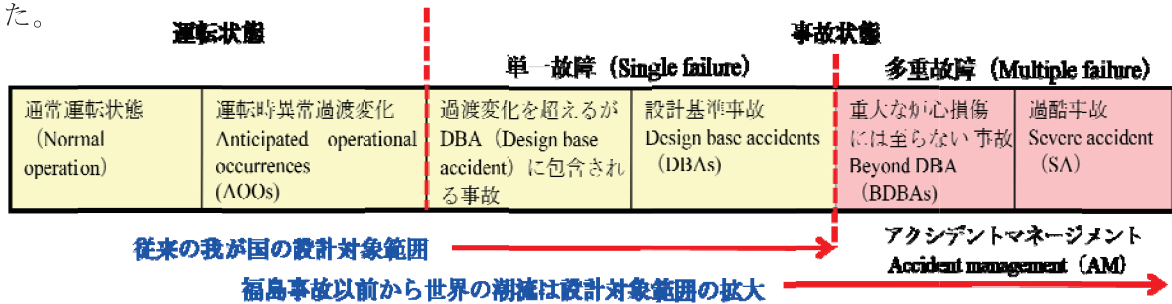 た。
運転状態
事故状態
単一故障（Single failure）
多重故障（Multiple failure）
通常運転状態
（Normal
operation）
運転時異常過渡変化
Anticipated operational
occurrences
(AOOs)
過渡変化を超えるが
DBA（Design base
accident）に包含され
る事故
設計基準事故
Design base accidents
（DBAs）
重大な炉心損傷
には至らない事故
Beyond DBA
（BDBAs）
過酷事故
Severe accident
（SA）
従来の我が国の設計対象範囲
アクシデントマネージメント
Accident management（AM）
福島事故以前から世界の潮流は設計対象範囲の拡大